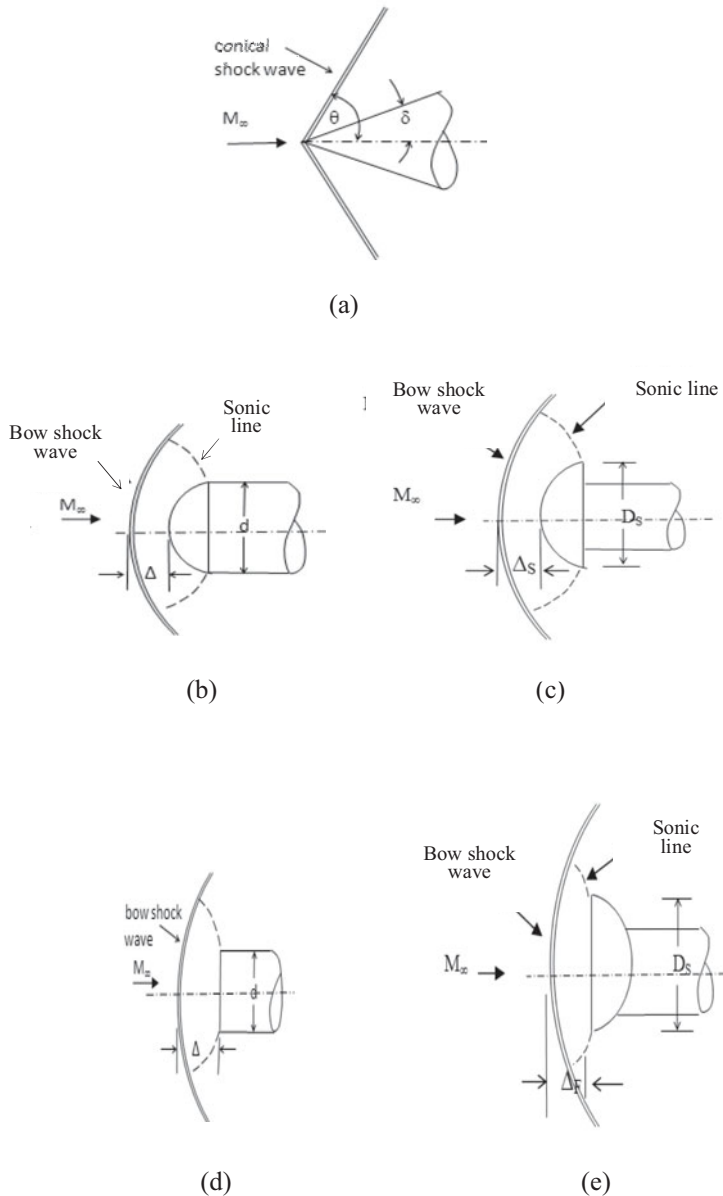 conical
shock wave
θ
δ
M∞
(a)
Bow shock
wave
Sonic
line
M∞
d
Δ
(b)
Bow shock
wave
Sonic line
M∞
DS
ΔS
(c)
bow shock
wave
M∞
d
Δ
(d)
Bow shock
wave
Sonic
line
M∞
DS
ΔF
(e)